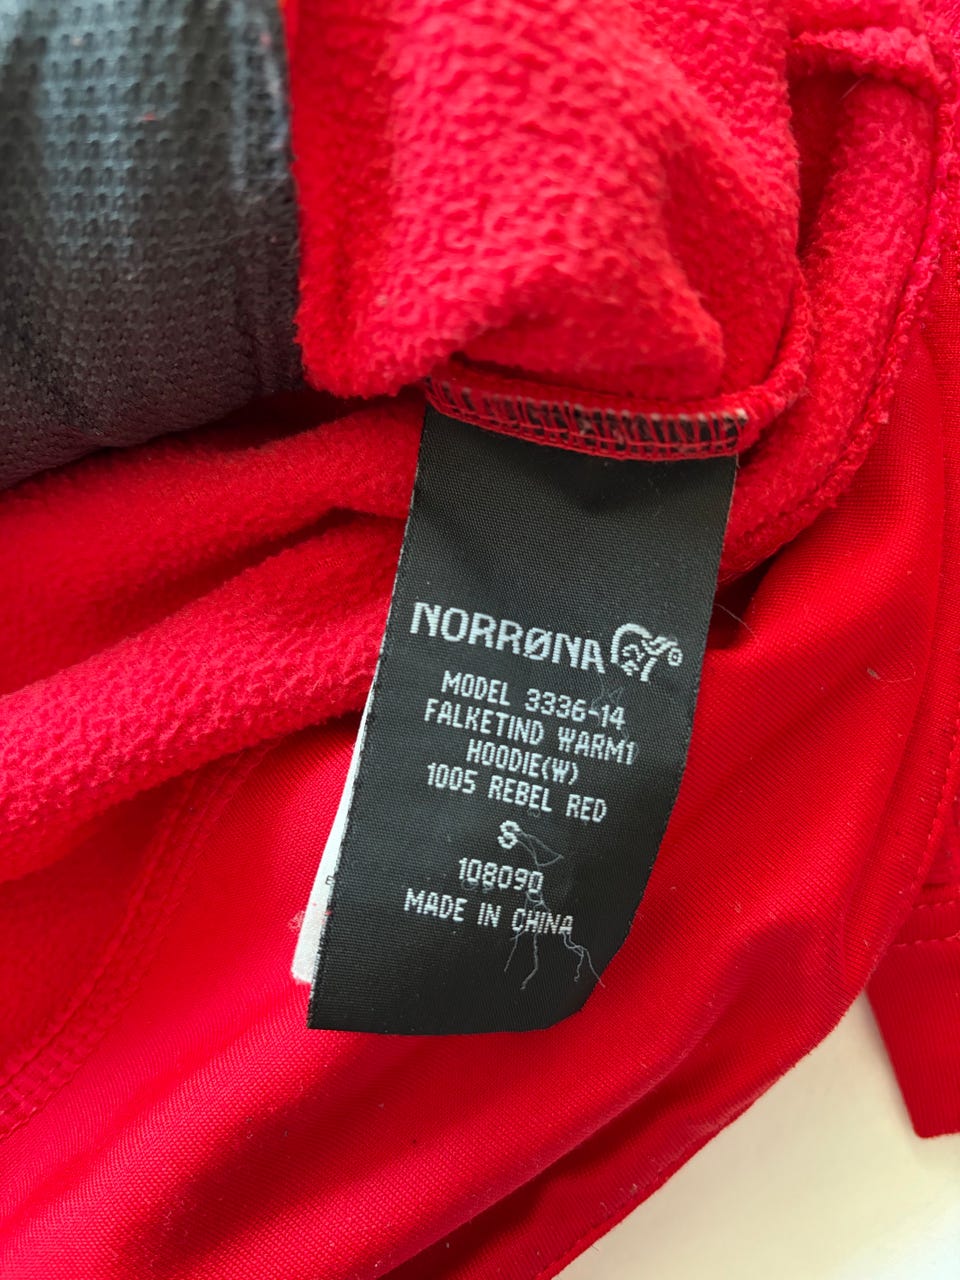 NORRØNA
MODEL 3336-14
FALKETIND WARM1
HOODIE(W)
1005 REBEL RED
S
108090
MADE IN CHINA